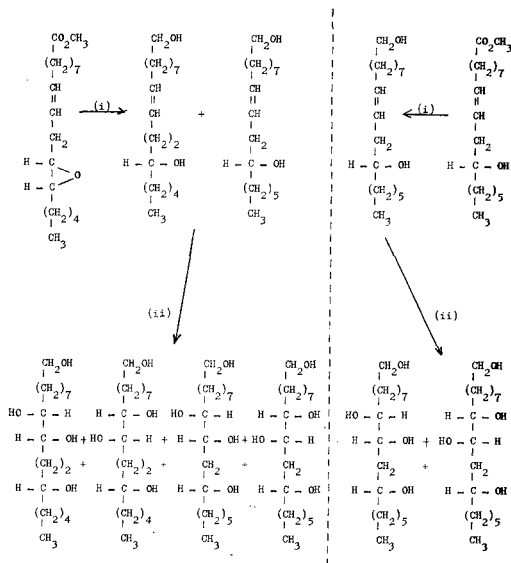 CO2CH3 CH2OH CH2OH CH2OH CO2CH3
(CH2)7 (CH2)7 (CH2)7 (CH2)7 (CH2)7
CH CH CH CH CH
(i) + (i)
CH CH CH CH CH
CH2 (CH2)2 CH2 CH2 CH2
H - C H - C - OH H - C - OH H - C - OH H - C - OH
O
H - C (CH2)4 (CH2)5 (CH2)5 (CH2)5
(CH2)4 CH3 CH3 CH3 CH3
CH3
(ii) (ii)
CH2OH CH2OH CH2OH CH2OH CH2OH CH2OH
(CH2)7 (CH2)7 (CH2)7 (CH2)7 (CH2)7 (CH2)7
HO - C - H H - C - OH HO - C - H H - C - OH HO - C - H H - C - OH
H - C - OH + HO - C - H + H - C - OH + HO - C - H H - C - OH + HO - C - H
(CH2)2 + (CH2)2 + CH2 + CH2 CH2 + CH2
H - C - OH H - C - OH H - C - OH H - C - OH H - C - OH H - C - OH
(CH2)4 (CH2)4 (CH2)5 (CH2)5 (CH2)5 (CH2)5
CH3 CH3 CH3 CH3 CH3 CH3